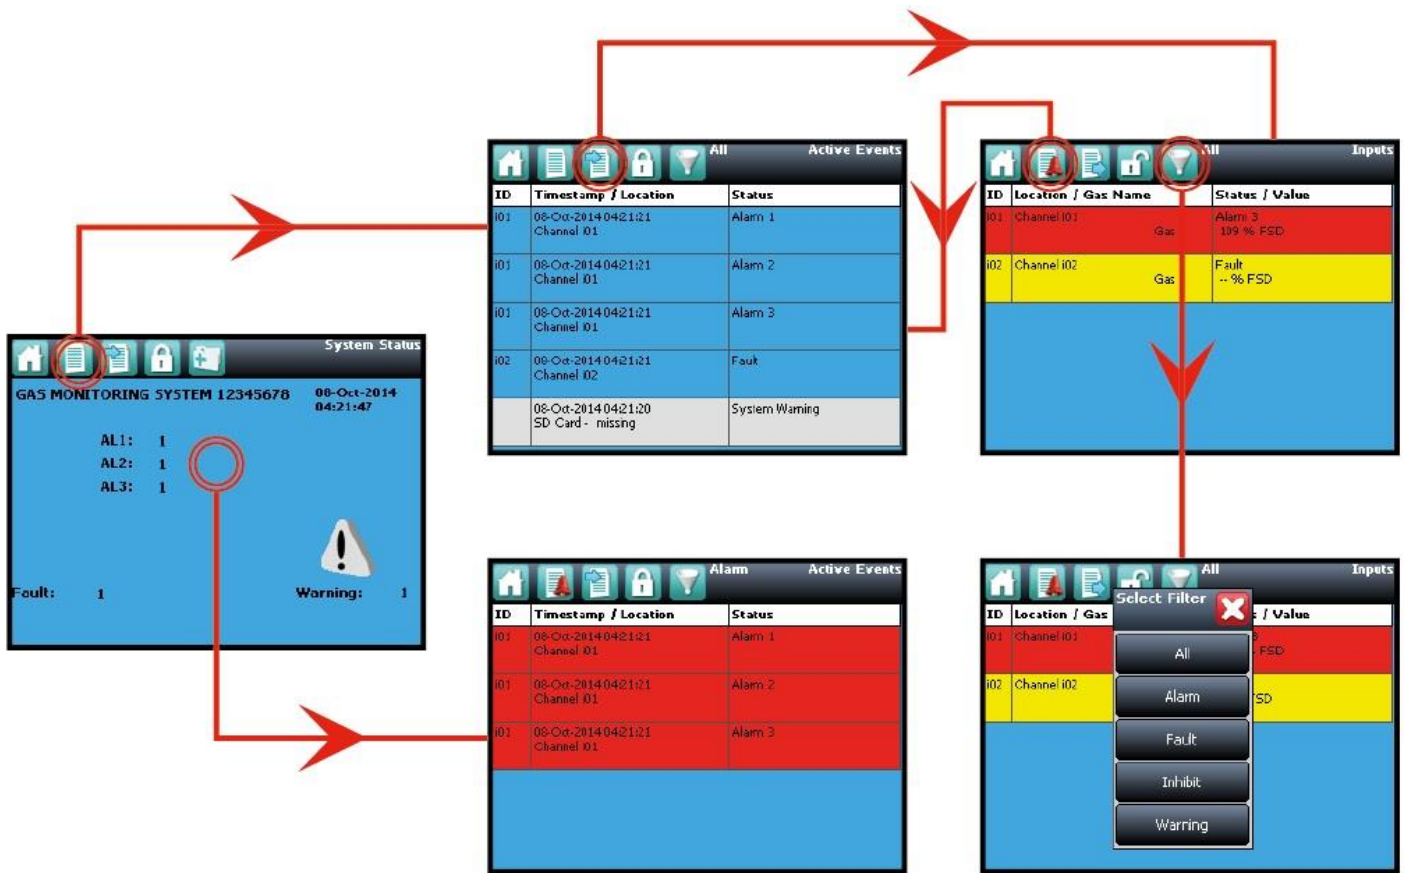 System Status
GAS MONITORING SYSTEM 12345678
08-Oct-2014
04:21:47
AL1: 1
AL2: 1
AL3: 1
Fault: 1
Warning: 1
All
Active Events
ID Timestamp / Location Status
i01 08-Oct-2014 04:21:21 Alarm 1
Channel i01
i01 08-Oct-2014 04:21:21 Alarm 2
Channel i01
i01 08-Oct-2014 04:21:21 Alarm 3
Channel i01
i02 08-Oct-2014 04:21:21 Fault
Channel i02
08-Oct-2014 04:21:20 System Warning
SD Card - missing
All
Inputs
ID Location / Gas Name Status / Value
i01 Channel i01 Alarm 3
Gas 109 % FSD
i02 Channel i02 Fault
Gas -- % FSD
Alarm
Active Events
ID Timestamp / Location Status
i01 08-Oct-2014 04:21:21 Alarm 1
Channel i01
i01 08-Oct-2014 04:21:21 Alarm 2
Channel i01
i01 08-Oct-2014 04:21:21 Alarm 3
Channel i01
All
Inputs
ID Location / Gas / Value
i01 Channel i01 3
FSD
i02 Channel i02
FSD
Select Filter
All
Alarm
Fault
Inhibit
Warning